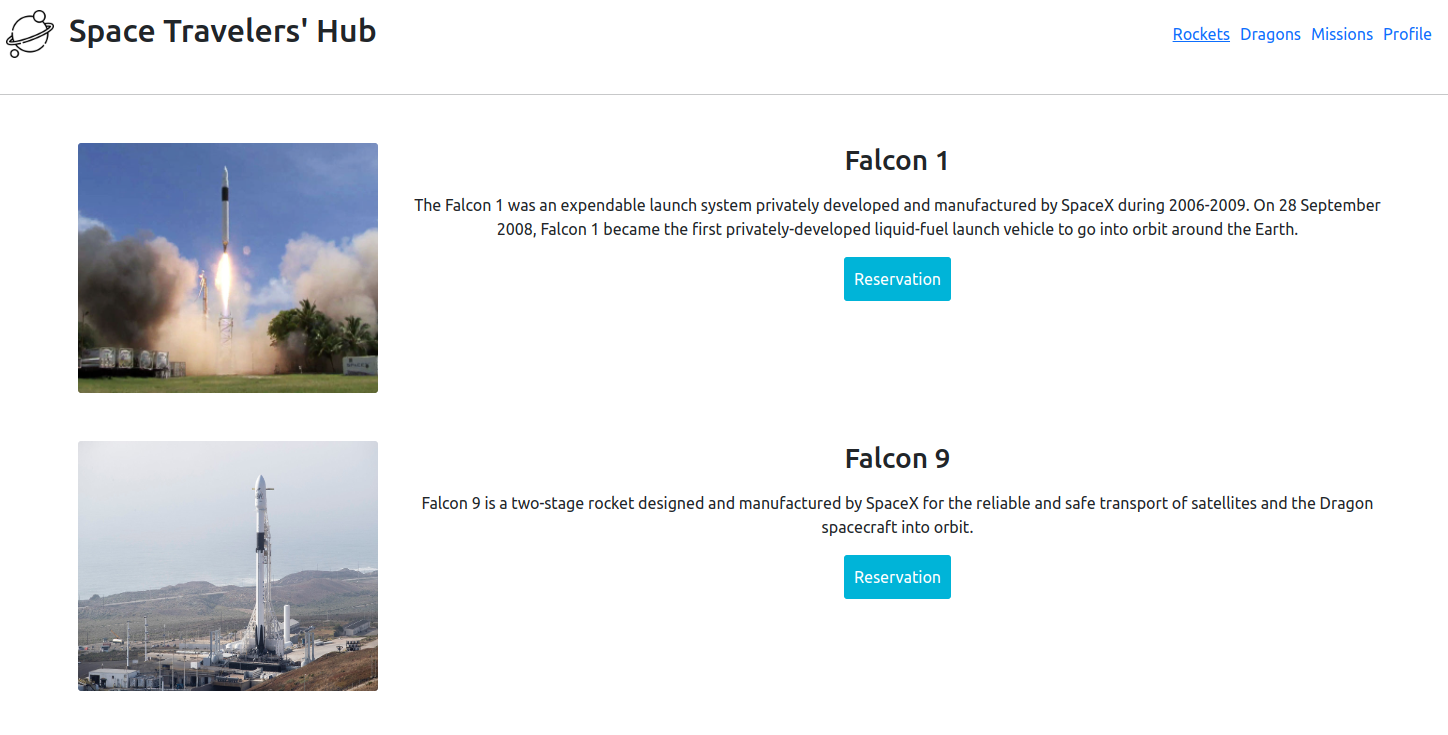 Space Travelers' Hub
Rockets Dragons Missions Profile
Falcon 1
The Falcon 1 was an expendable launch system privately developed and manufactured by SpaceX during 2006-2009. On 28 September
2008, Falcon 1 became the first privately-developed liquid-fuel launch vehicle to go into orbit around the Earth.
Reservation
Falcon 9
Falcon 9 is a two-stage rocket designed and manufactured by SpaceX for the reliable and safe transport of satellites and the Dragon
spacecraft into orbit.
Reservation